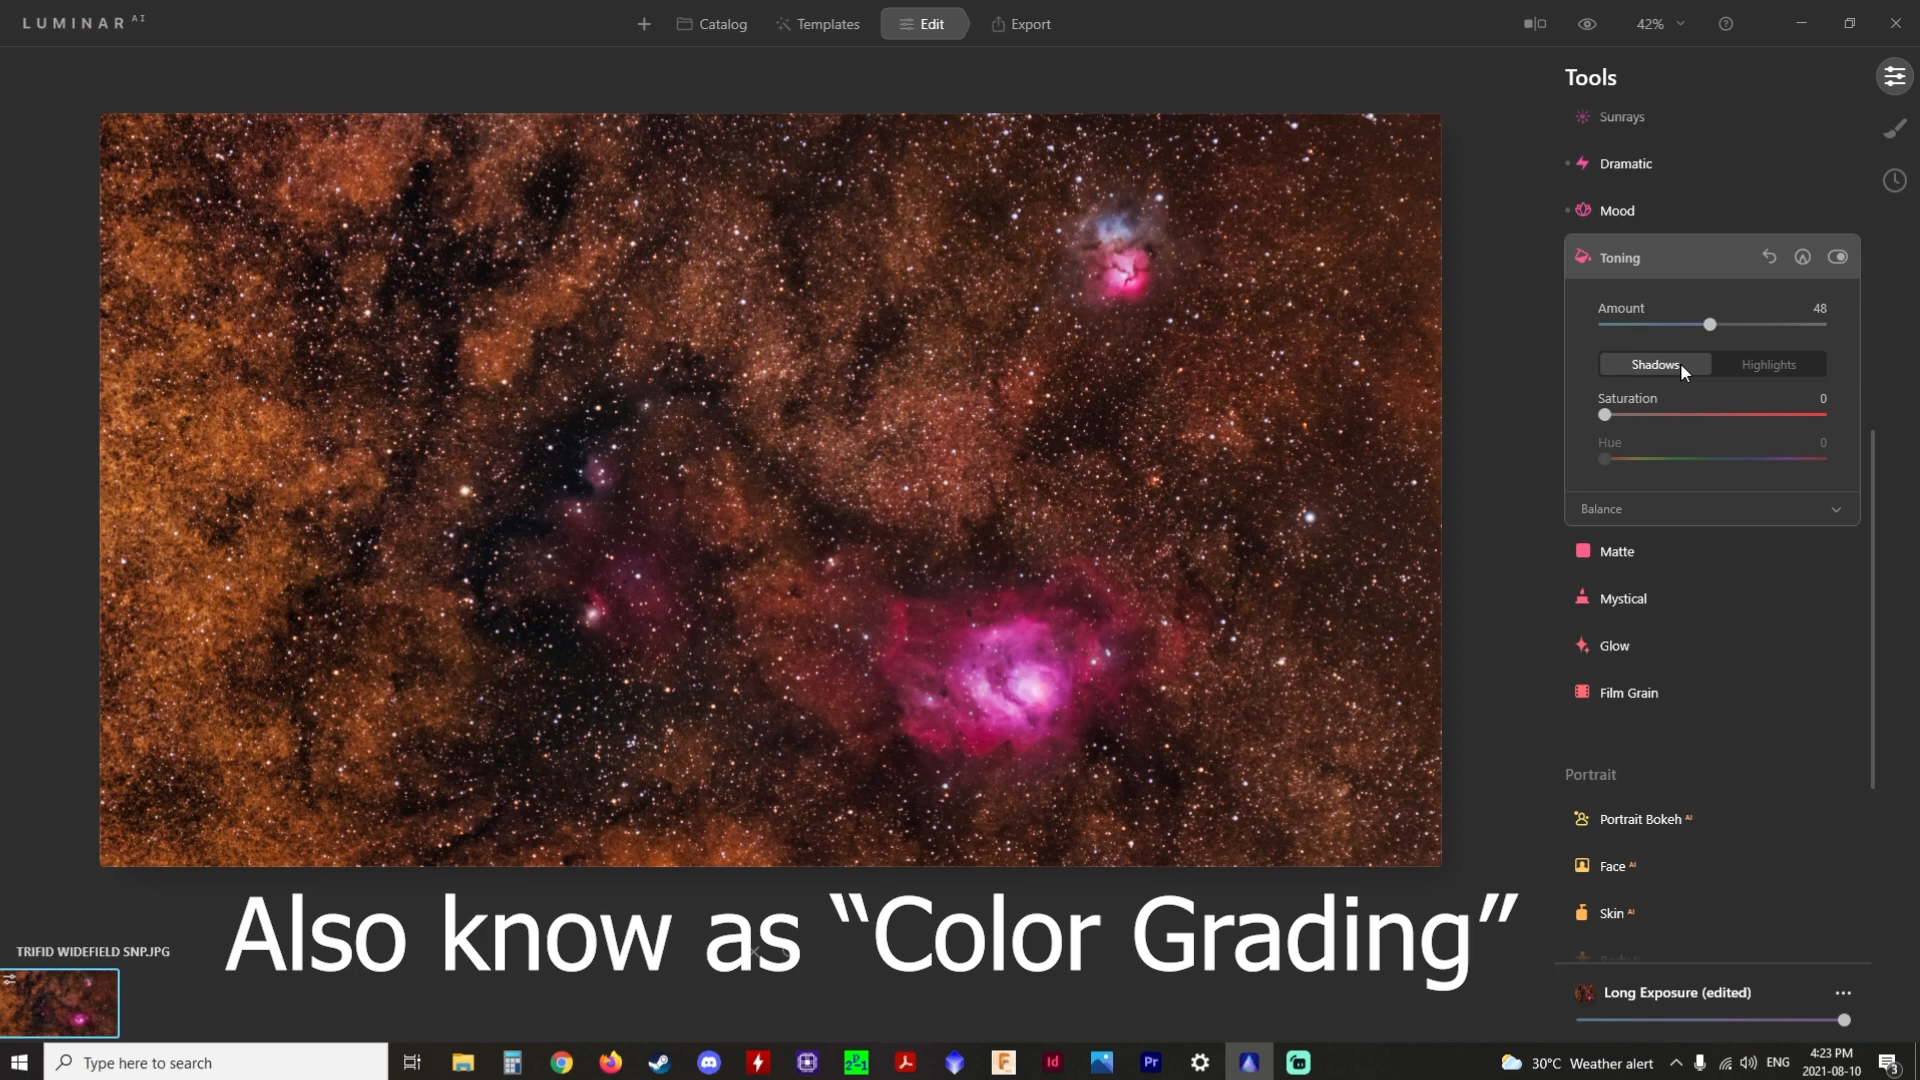 LUMINAR AI
Catalog
Templates
Edit
Export
42%
Tools
Sunrays
Dramatic
Mood
Toning
Amount 48
Shadows Highlights
Saturation 0
Hue 0
Balance
Matte
Mystical
Glow
Film Grain
Portrait
Portrait Bokeh AI
Face AI
Skin AI
Also know as “Color Grading”
TRIFID WIDEFIELD SNP.JPG
Long Exposure (edited)
Type here to search
Id
Pr
30°C Weather alert
ENG
4:23 PM
2021-08-10
3